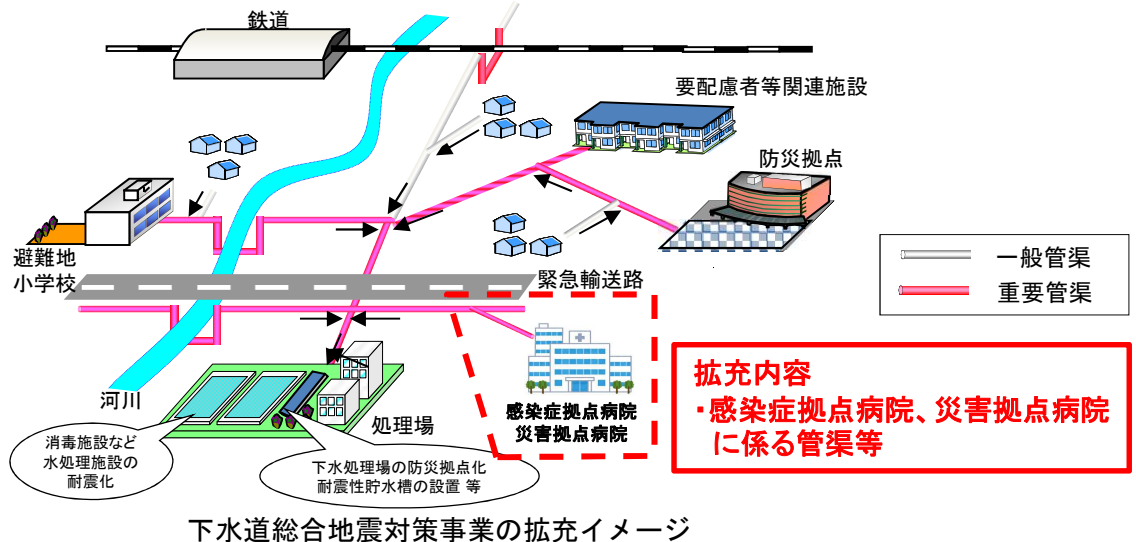 鉄道
要配慮者等関連施設
防災拠点
避難地
小学校
緊急輸送路
一般管渠
重要管渠
河川
処理場
感染症拠点病院
災害拠点病院
拡充内容
・感染症拠点病院、災害拠点病院
に係る管渠等
消毒施設など
水処理施設の
耐震化
下水処理場の防災拠点化
耐震性貯水槽の設置 等
下水道総合地震対策事業の拡充イメージ